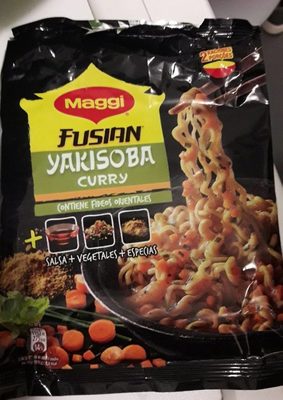 Maggi
FUSIAN
YAKISOBA
CURRY
CONTIENE FIDEOS ORIENTALES
+
SALSA + VEGETALES + ESPECIAS